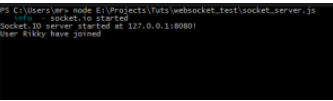 PS C:\Users\mr> node E:\Projects\Tuts\websocket_test\socket_server.js
info - socket.io started
Socket.IO server started at 127.0.0.1:8080!
User Rikky have joined